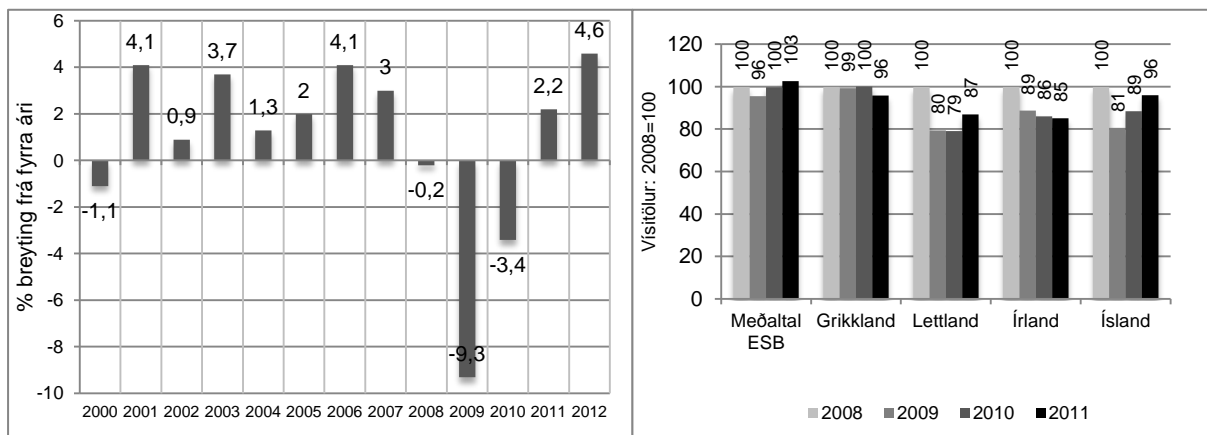 % breyting frá fyrra ári
6
4
2
0
-2
-4
-6
-8
-10
-1,1
4,1
0,9
3,7
1,3
2
4,1
3
-0,2
-9,3
-3,4
2,2
4,6
2000 2001 2002 2003 2004 2005 2006 2007 2008 2009 2010 2011 2012
Vísitölur: 2008=100
120
100
80
60
40
20
0
100 96 100 103
100 99 100 96
100 80 79 87
100 89 86 85
100 81 89 96
Meðaltal ESB
Grikkland
Lettland
Írland
Ísland
2008 2009 2010 2011